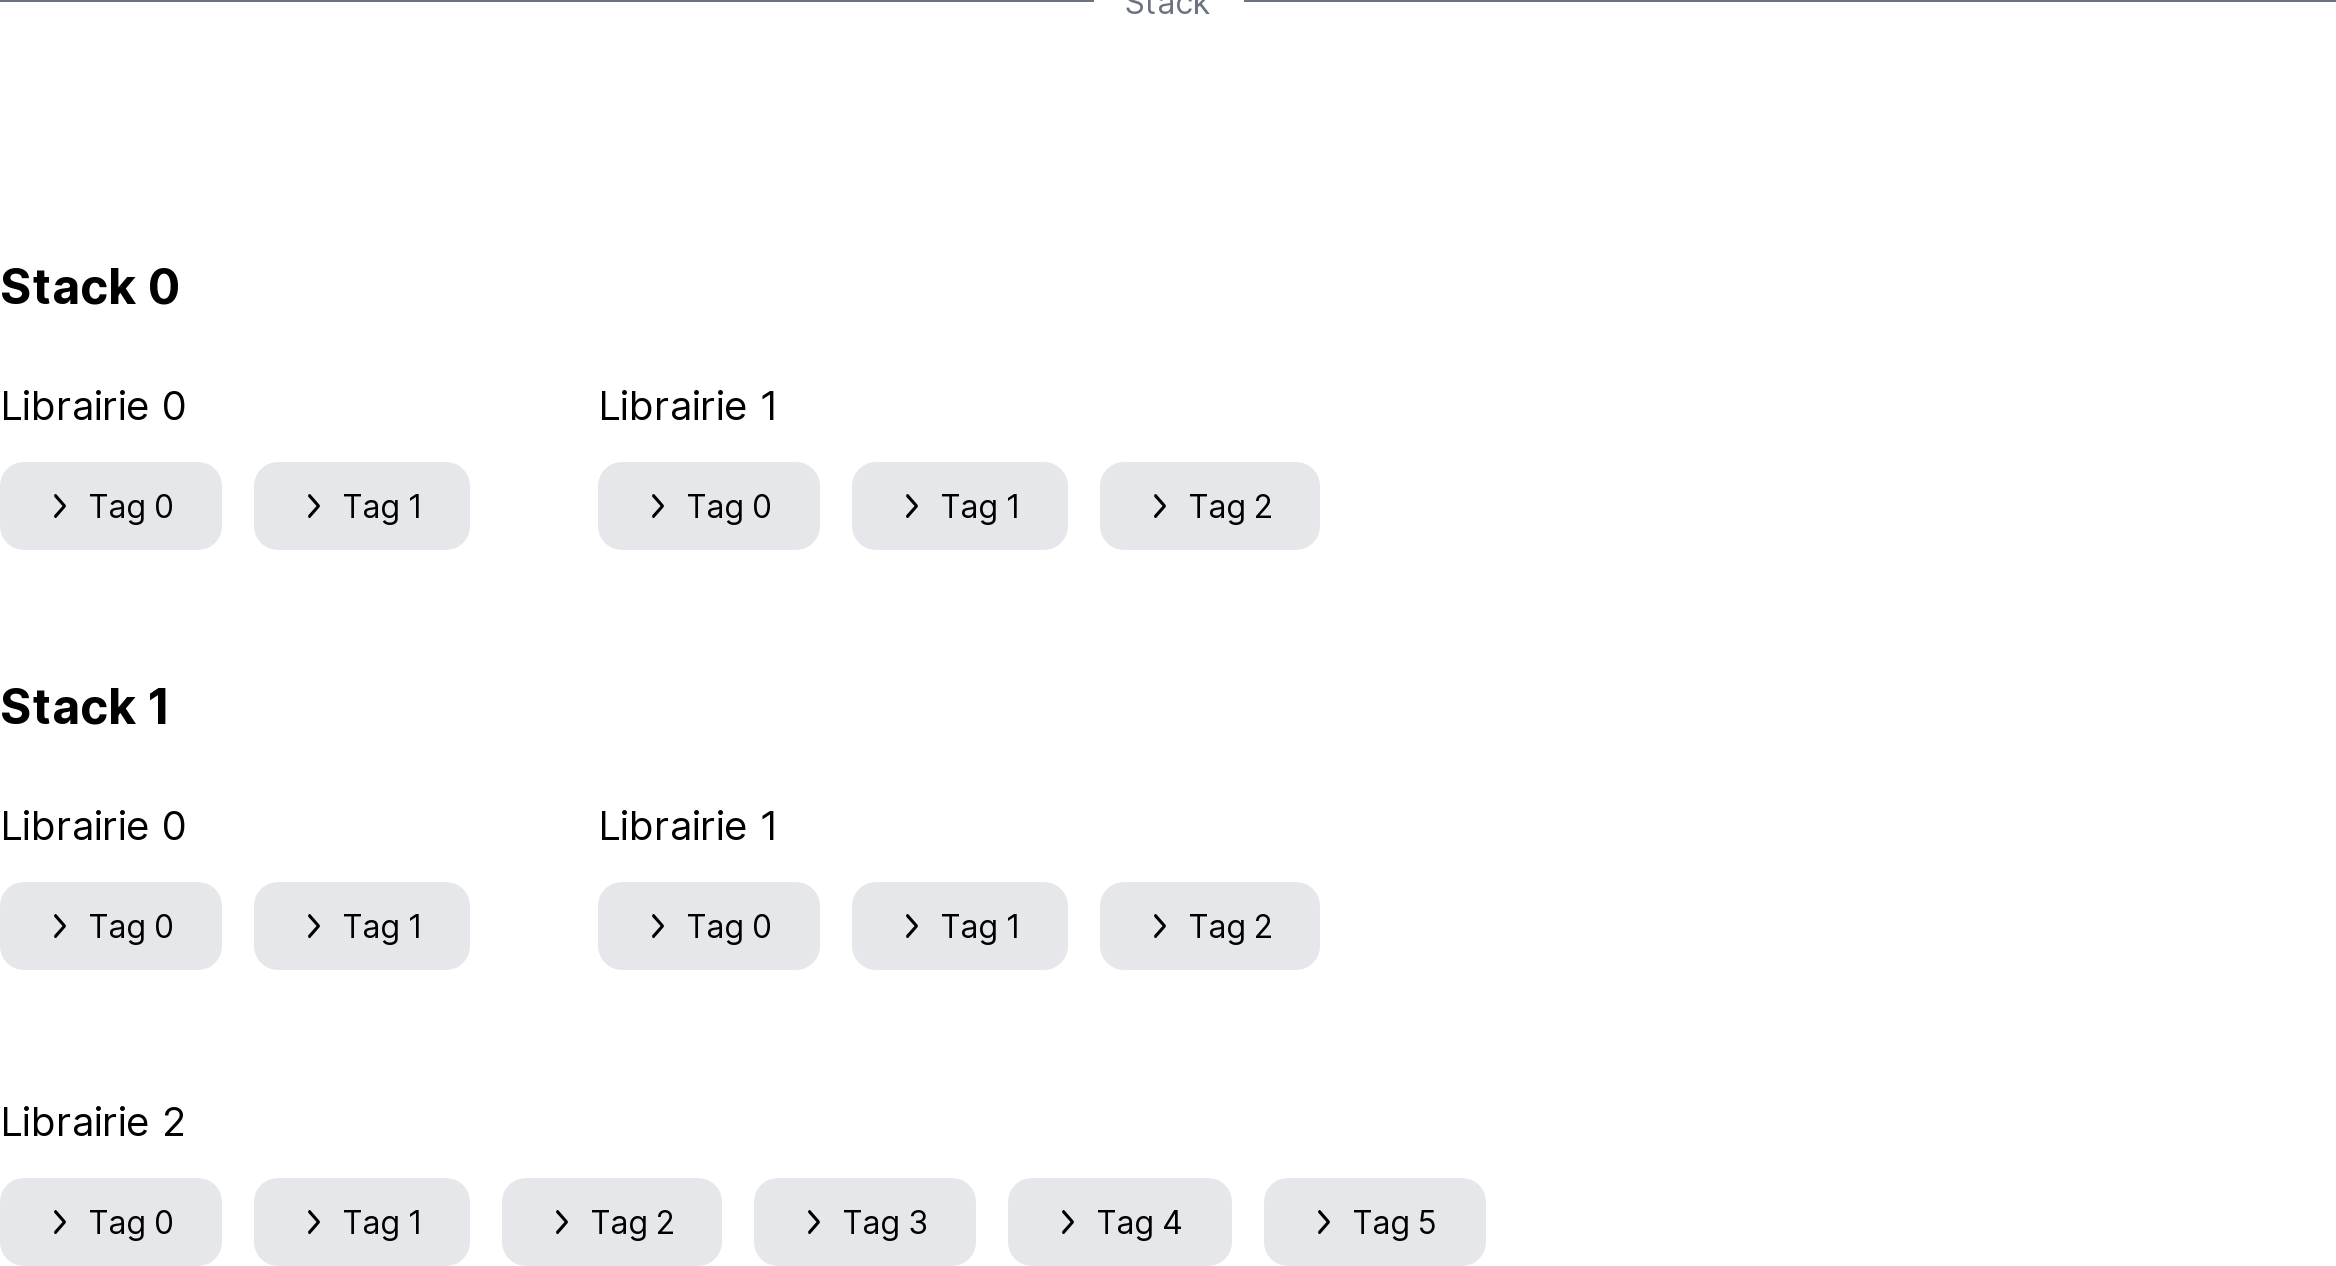 Stack
Stack 0
Librairie 0 Librairie 1
Tag 0 Tag 1 Tag 0 Tag 1 Tag 2
Stack 1
Librairie 0 Librairie 1
Tag 0 Tag 1 Tag 0 Tag 1 Tag 2
Librairie 2
Tag 0 Tag 1 Tag 2 Tag 3 Tag 4 Tag 5